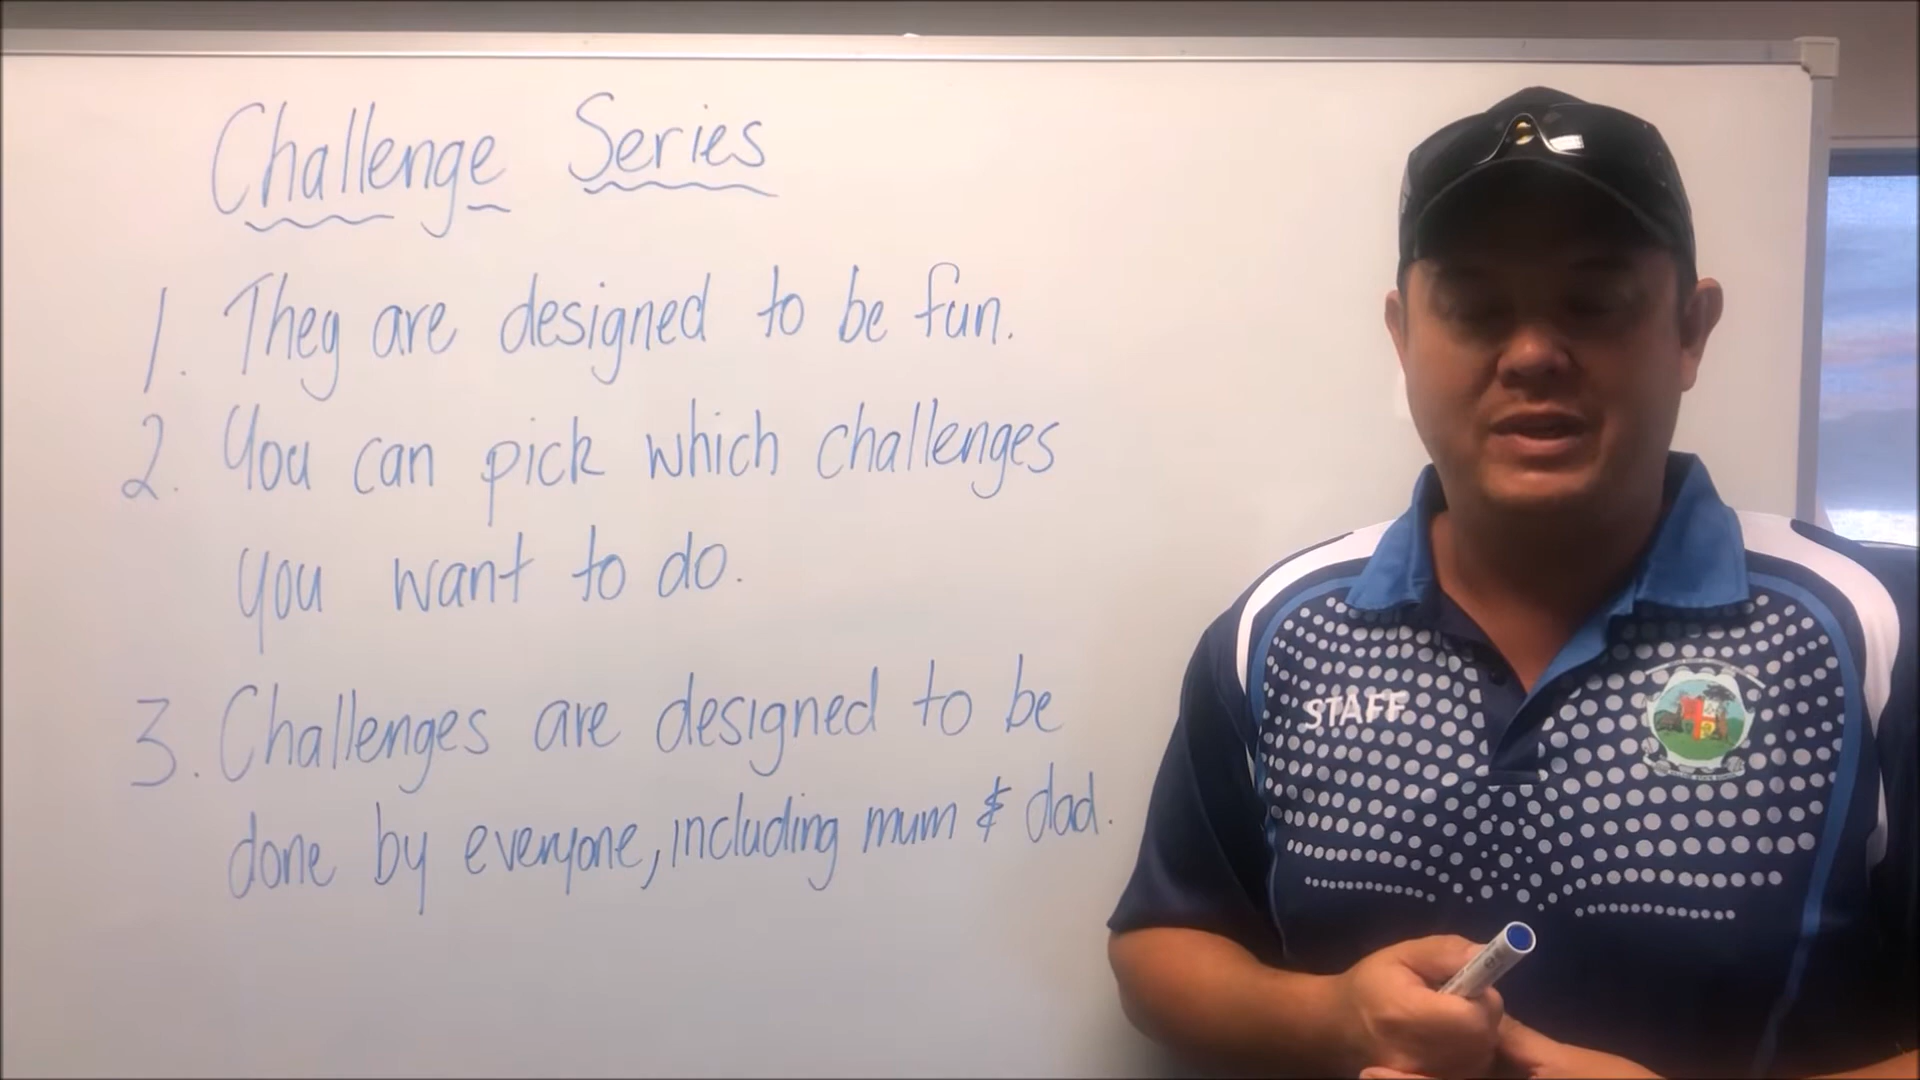 Challenge Series
1. They are designed to be fun.
2. You can pick which challenges
you want to do.
3. Challenges are designed to be
done by everyone, including mum & dad.
STAFF